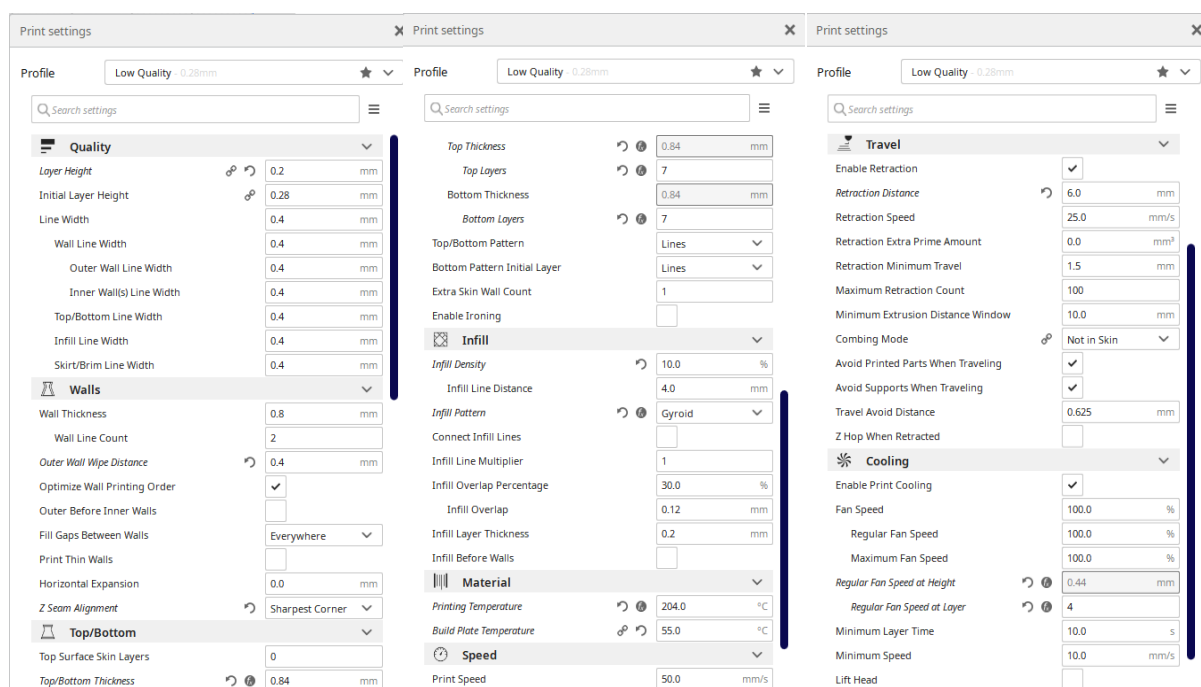 Print settings
Profile Low Quality - 0.28mm
Search settings
Quality
Layer Height 0.2 mm
Initial Layer Height 0.28 mm
Line Width 0.4 mm
Wall Line Width 0.4 mm
Outer Wall Line Width 0.4 mm
Inner Wall(s) Line Width 0.4 mm
Top/Bottom Line Width 0.4 mm
Infill Line Width 0.4 mm
Skirt/Brim Line Width 0.4 mm
Walls
Wall Thickness 0.8 mm
Wall Line Count 2
Outer Wall Wipe Distance 0.4 mm
Optimize Wall Printing Order
Outer Before Inner Walls
Fill Gaps Between Walls Everywhere
Print Thin Walls
Horizontal Expansion 0.0 mm
Z Seam Alignment Sharpest Corner
Top/Bottom
Top Surface Skin Layers 0
Top/Bottom Thickness 0.84 mm
Print settings
Profile Low Quality - 0.28mm
Search settings
Top Thickness 0.84 mm
Top Layers 7
Bottom Thickness 0.84 mm
Bottom Layers 7
Top/Bottom Pattern Lines
Bottom Pattern Initial Layer Lines
Extra Skin Wall Count 1
Enable Ironing
Infill
Infill Density 10.0 %
Infill Line Distance 4.0 mm
Infill Pattern Gyroid
Connect Infill Lines
Infill Line Multiplier 1
Infill Overlap Percentage 30.0 %
Infill Overlap 0.12 mm
Infill Layer Thickness 0.2 mm
Infill Before Walls
Material
Printing Temperature 204.0 °C
Build Plate Temperature 55.0 °C
Speed
Print Speed 50.0 mm/s
Print settings
Profile Low Quality - 0.28mm
Search settings
Travel
Enable Retraction
Retraction Distance 6.0 mm
Retraction Speed 25.0 mm/s
Retraction Extra Prime Amount 0.0 mm³
Retraction Minimum Travel 1.5 mm
Maximum Retraction Count 100
Minimum Extrusion Distance Window 10.0 mm
Combing Mode Not in Skin
Avoid Printed Parts When Traveling
Avoid Supports When Traveling
Travel Avoid Distance 0.625 mm
Z Hop When Retracted
Cooling
Enable Print Cooling
Fan Speed 100.0 %
Regular Fan Speed 100.0 %
Maximum Fan Speed 100.0 %
Regular Fan Speed at Height 0.44 mm
Regular Fan Speed at Layer 4
Minimum Layer Time 10.0 s
Minimum Speed 10.0 mm/s
Lift Head